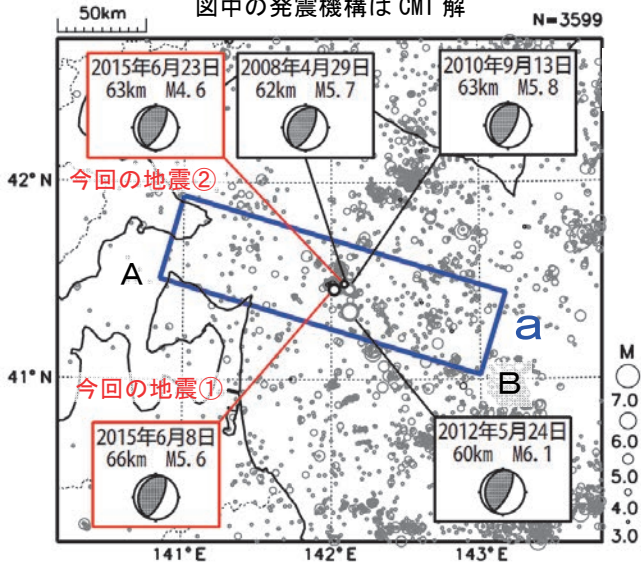 図中の発震機構は CMT 解
50km
N=3599
2015年6月23日
63km M4.6
2008年4月29日
62km M5.7
2010年9月13日
63km M5.8
42°N
今回の地震②
A
a
B
41°N
今回の地震①
2015年6月8日
66km M5.6
2012年5月24日
60km M6.1
M
7.0
6.0
5.0
4.0
3.0
141°E
142°E
143°E